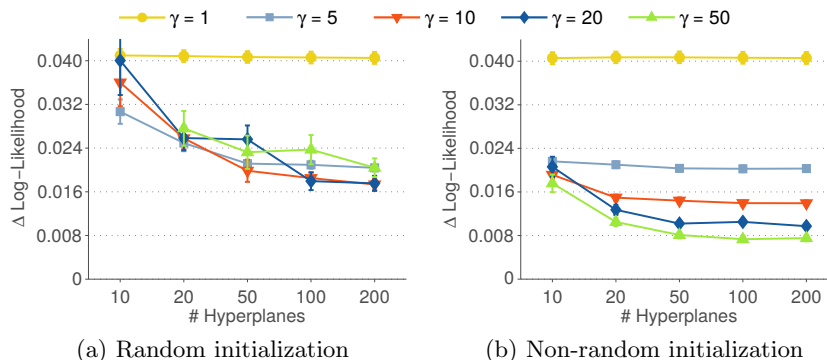 γ = 1 γ = 5 γ = 10 γ = 20 γ = 50
0.040
0.032
0.024
0.016
0.008
0
Δ Log−Likelihood
10 20 50 100 200
# Hyperplanes
(a) Random initialization
0.040
0.032
0.024
0.016
0.008
0
Δ Log−Likelihood
10 20 50 100 200
# Hyperplanes
(b) Non-random initialization